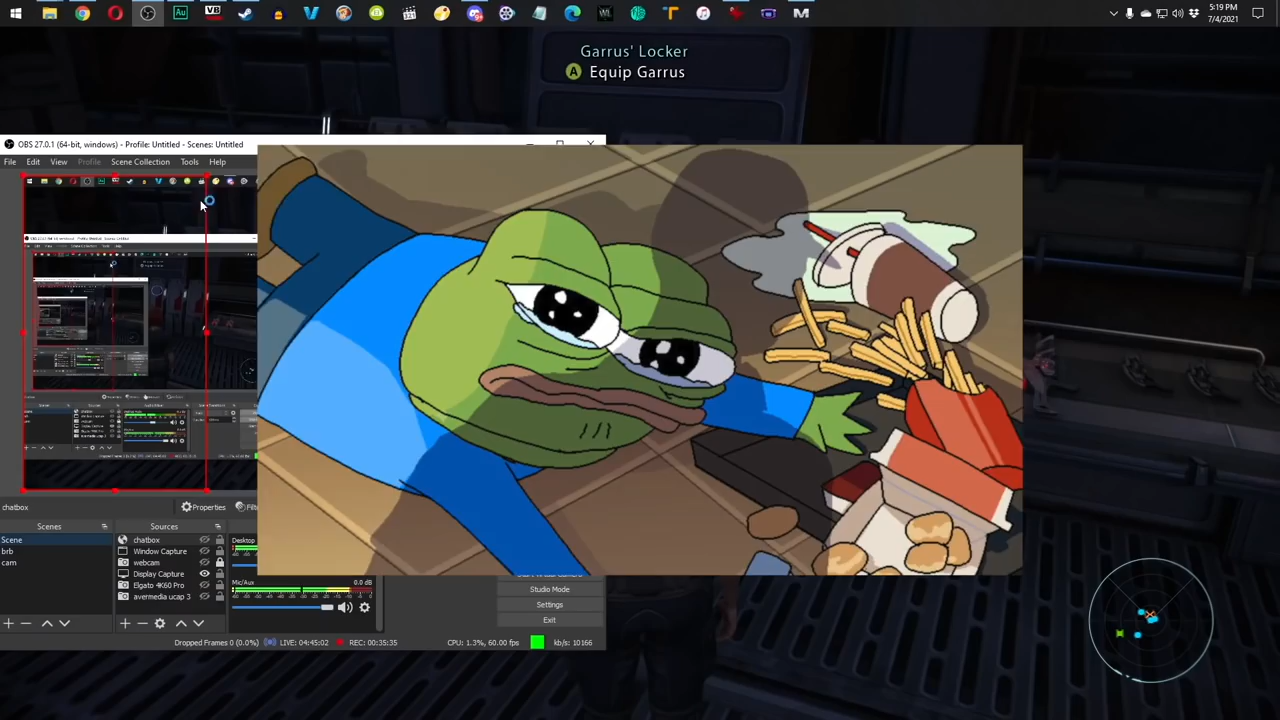 5:19 PM
7/4/2021
Garrus' Locker
A Equip Garrus
OBS 27.0.1 (64-bit, windows) - Profile: Untitled - Scenes: Untitled
File Edit View Profile Scene Collection Tools Help
chatbox
Properties
Scenes
Sources
Desktop
Scene
brb
cam
chatbox
Window Capture
webcam
Display Capture
Elgato 4K60 Pro
avermedia ucap 3
Mic/Aux
0.0 dB
Studio Mode
Settings
Exit
Dropped Frames 0 (0.0%)
LIVE: 04:45:02
REC: 00:35:35
CPU: 1.3%, 60.00 fps
kb/s: 10166